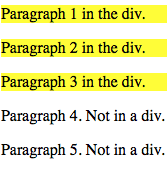 Paragraph 1 in the div.
Paragraph 2 in the div.
Paragraph 3 in the div.
Paragraph 4. Not in a div.
Paragraph 5. Not in a div.